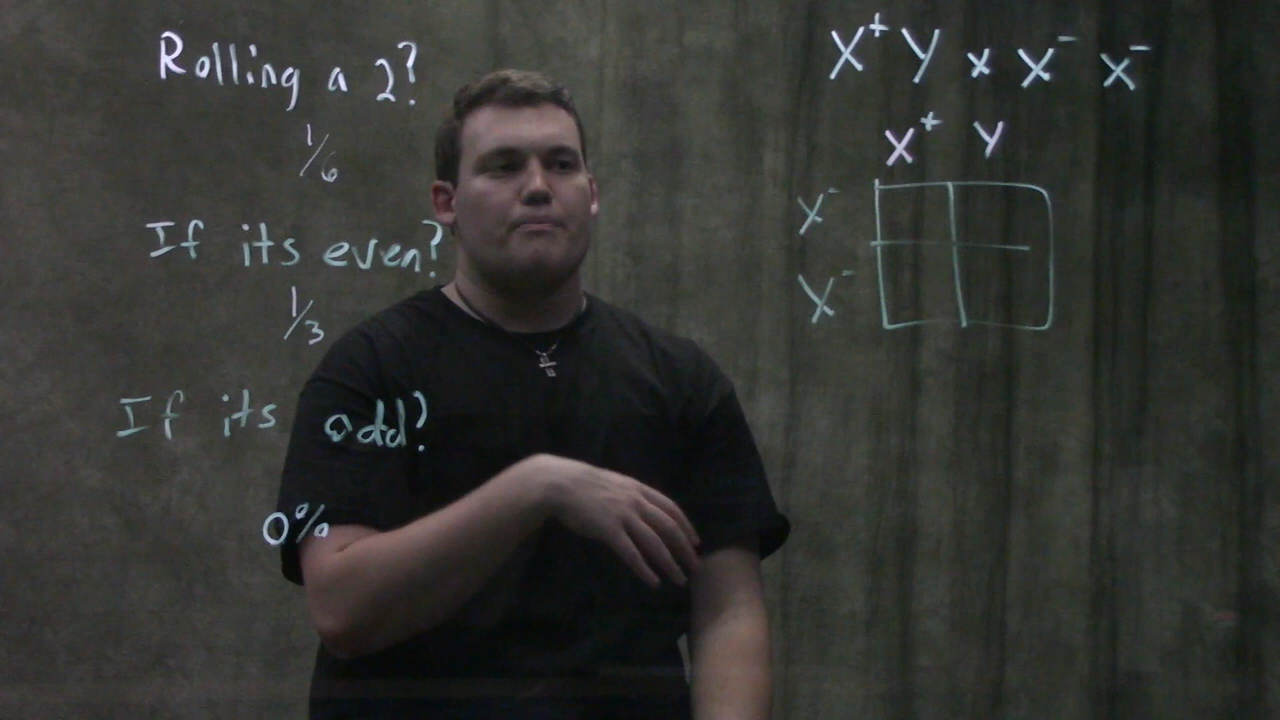 Rolling a 2?
1/6
If its even?
1/3
If its odd?
0%
X⁺ Y x X⁻ X⁻
X⁺ Y
X⁻
X⁻